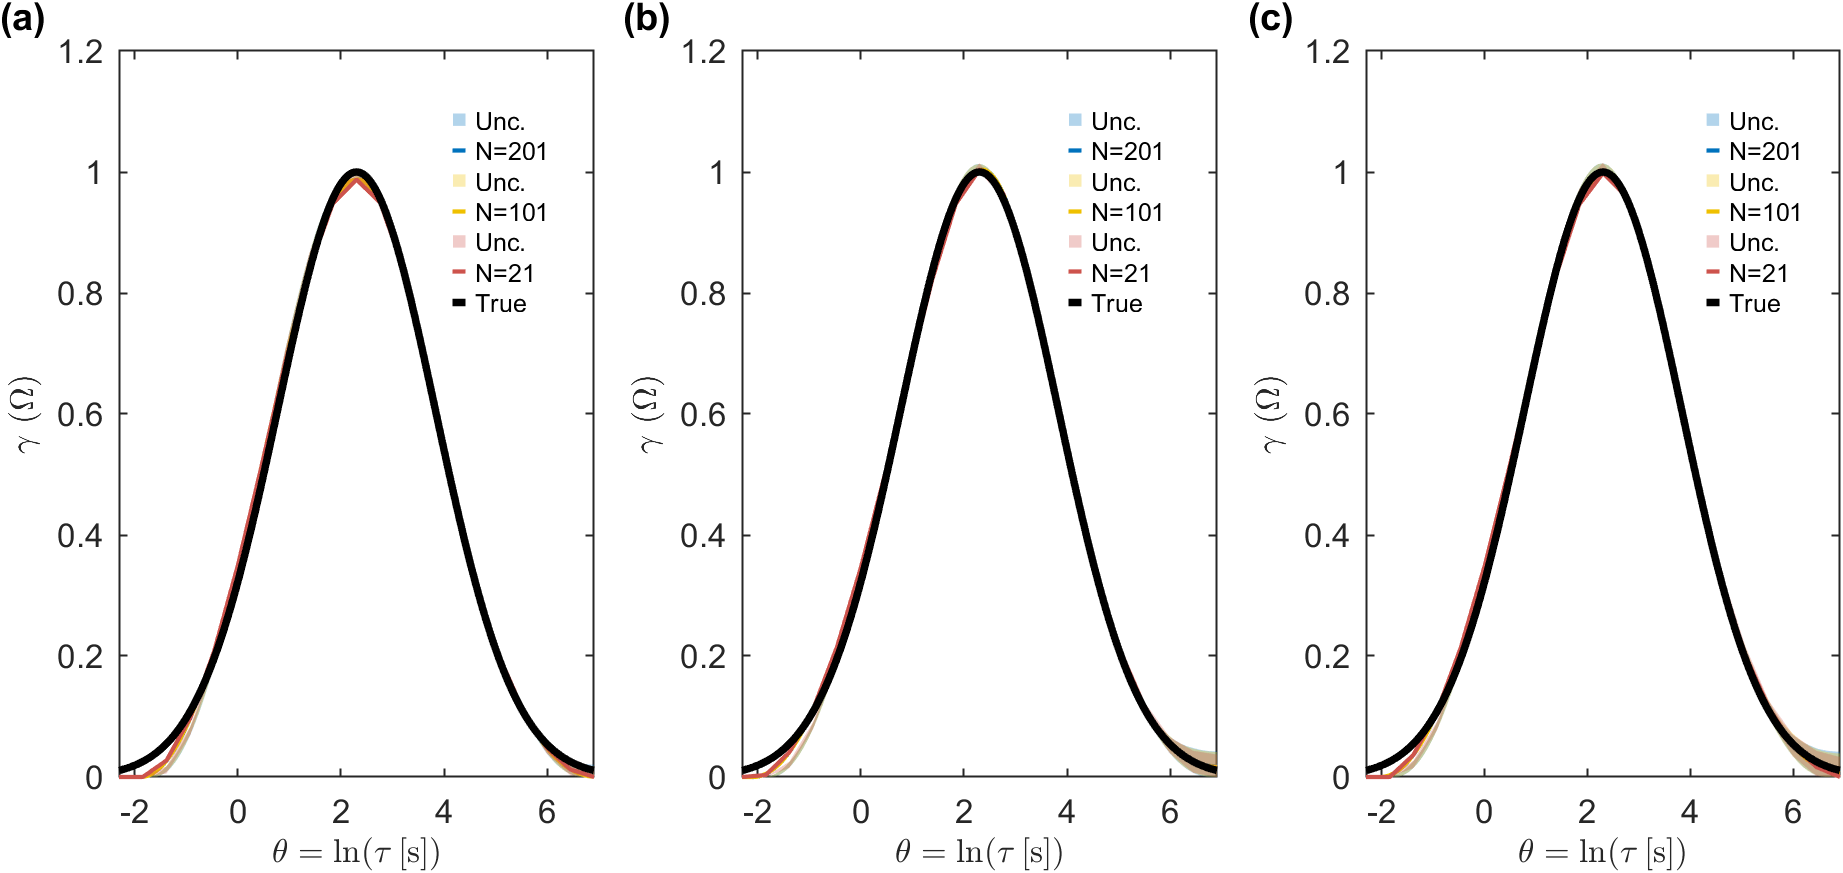 (a)
1.2
1
0.8
0.6
0.4
0.2
0
γ (Ω)
Unc.
N=201
Unc.
N=101
Unc.
N=21
True
-2 0 2 4 6
θ = ln(τ [s])
(b)
1.2
1
0.8
0.6
0.4
0.2
0
γ (Ω)
Unc.
N=201
Unc.
N=101
Unc.
N=21
True
-2 0 2 4 6
θ = ln(τ [s])
(c)
1.2
1
0.8
0.6
0.4
0.2
0
γ (Ω)
Unc.
N=201
Unc.
N=101
Unc.
N=21
True
-2 0 2 4 6
θ = ln(τ [s])